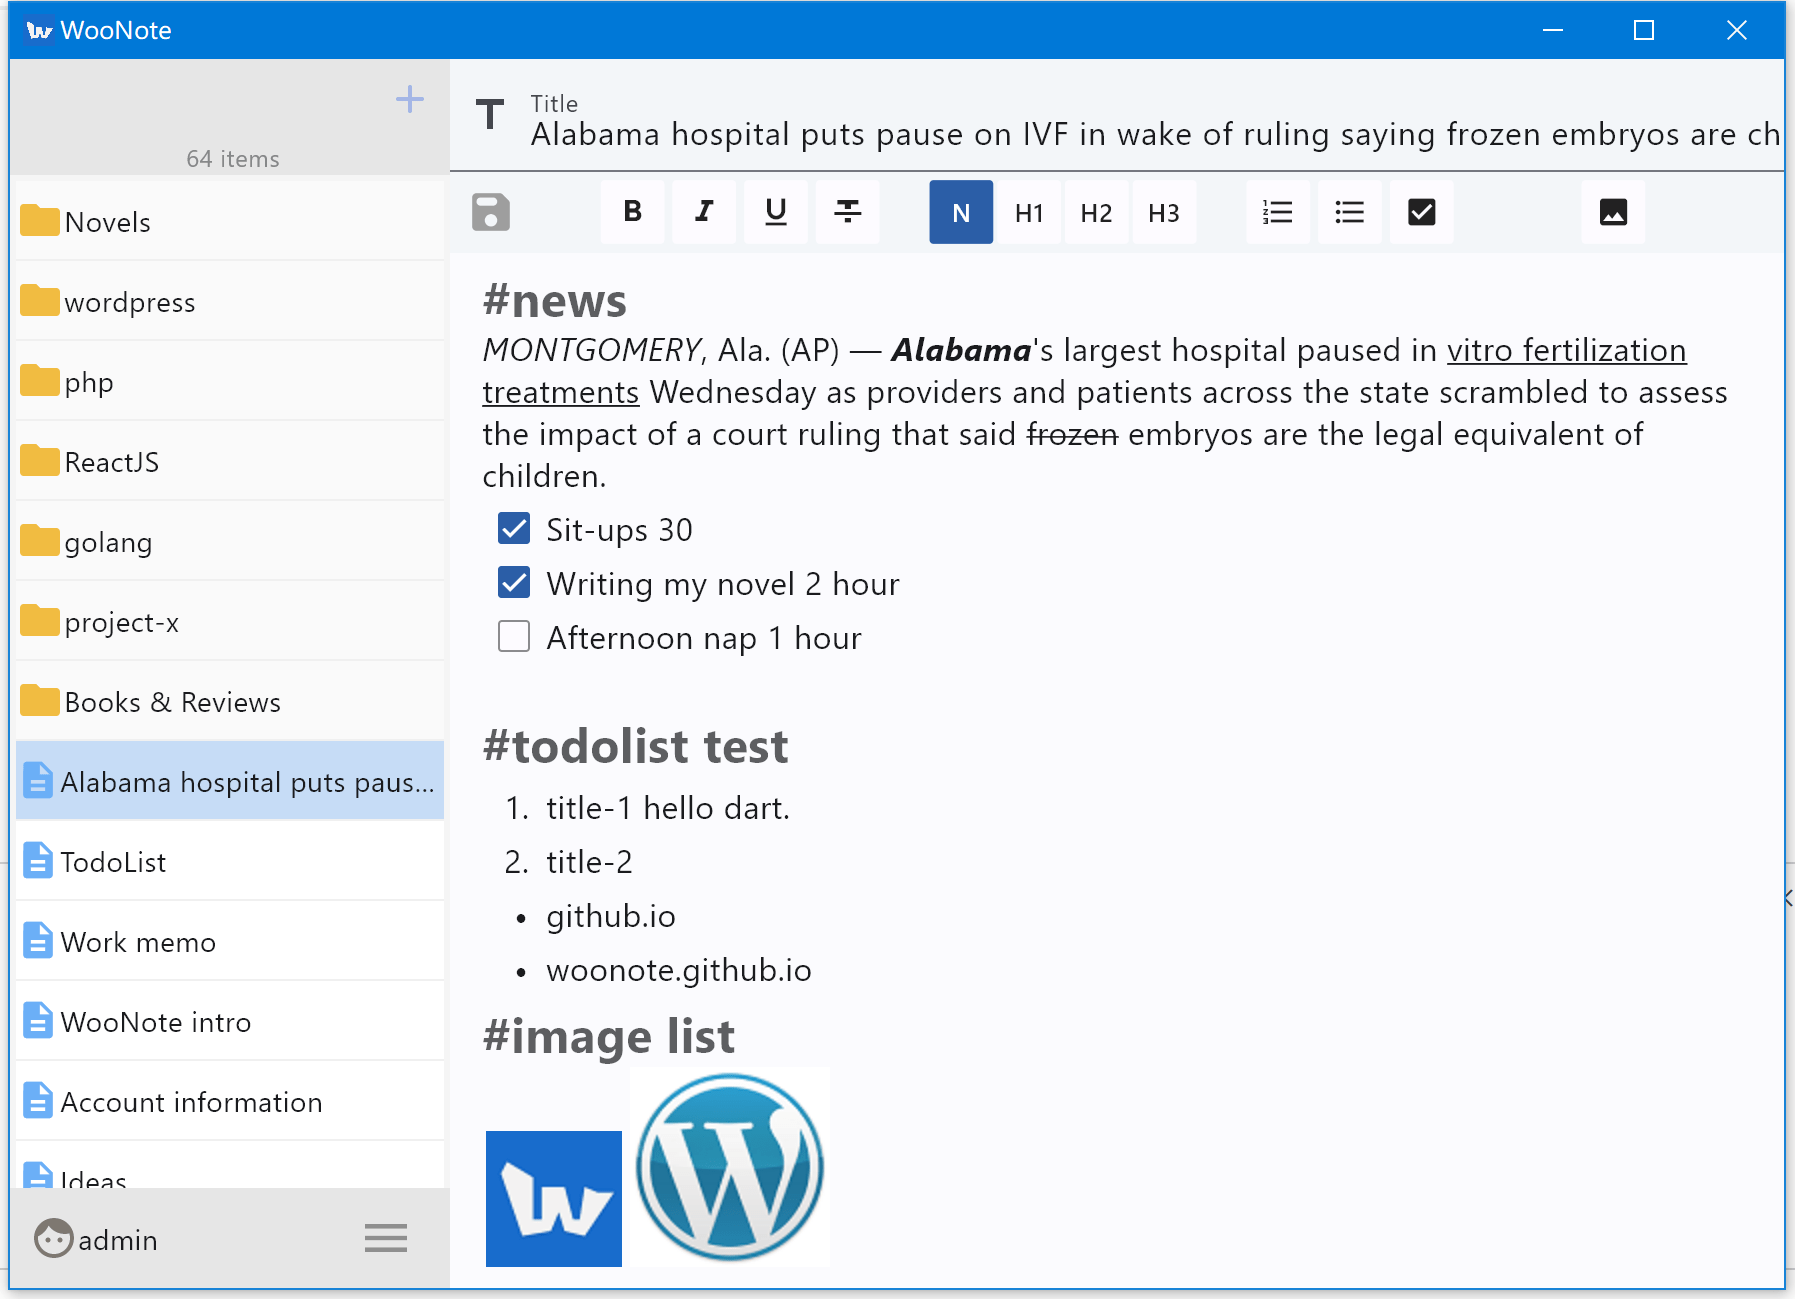 WooNote
64 items
Novels
wordpress
php
ReactJS
golang
project-x
Books & Reviews
Alabama hospital puts paus...
TodoList
Work memo
WooNote intro
Account information
Ideas
admin
T
Title
Alabama hospital puts pause on IVF in wake of ruling saying frozen embryos are ch
B I U T N H1 H2 H3
#news
MONTGOMERY, Ala. (AP) — Alabama's largest hospital paused in vitro fertilization
treatments Wednesday as providers and patients across the state scrambled to assess
the impact of a court ruling that said frozen embryos are the legal equivalent of
children.
Sit-ups 30
Writing my novel 2 hour
Afternoon nap 1 hour
#todolist test
1. title-1 hello dart.
2. title-2
• github.io
• woonote.github.io
#image list
W
W